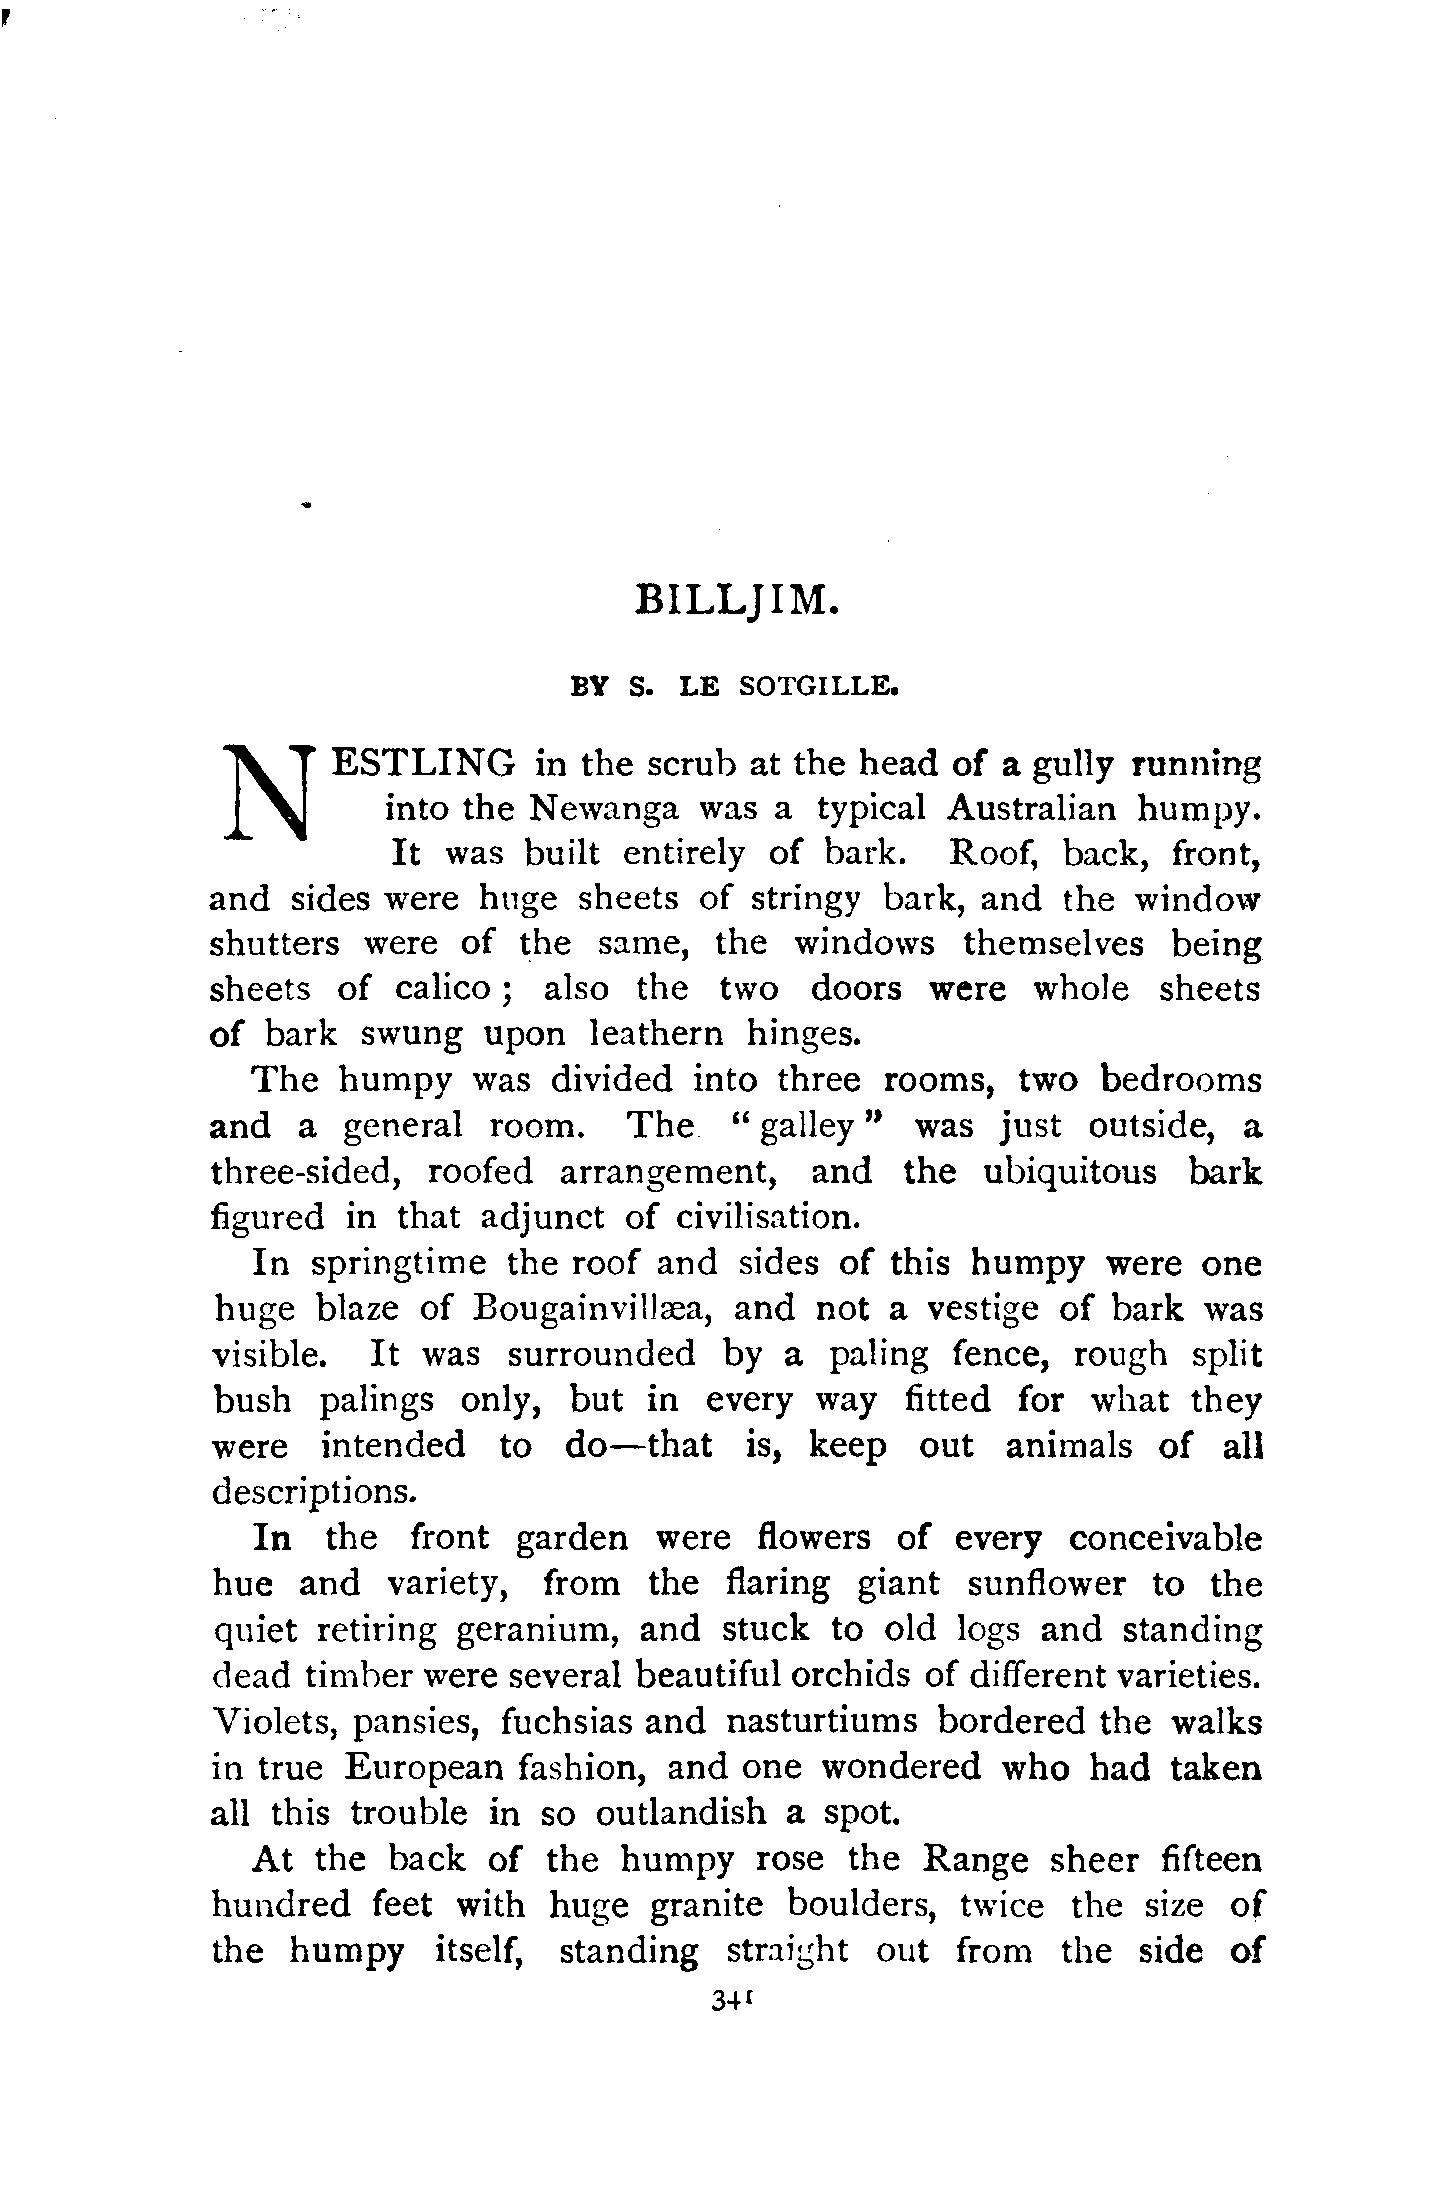 BILLJIM.
BY S. LE SOTGILLE.
NESTLING in the scrub at the head of a gully running
into the Newanga was a typical Australian humpy.
It was built entirely of bark. Roof, back, front,
and sides were huge sheets of stringy bark, and the window
shutters were of the same, the windows themselves being
sheets of calico ; also the two doors were whole sheets
of bark swung upon leathern hinges.
The humpy was divided into three rooms, two bedrooms
and a general room. The “ galley ” was just outside, a
three-sided, roofed arrangement, and the ubiquitous bark
figured in that adjunct of civilisation.
In springtime the roof and sides of this humpy were one
huge blaze of Bougainvillæa, and not a vestige of bark was
visible. It was surrounded by a paling fence, rough split
bush palings only, but in every way fitted for what they
were intended to do—that is, keep out animals of all
descriptions.
In the front garden were flowers of every conceivable
hue and variety, from the flaring giant sunflower to the
quiet retiring geranium, and stuck to old logs and standing
dead timber were several beautiful orchids of different varieties.
Violets, pansies, fuchsias and nasturtiums bordered the walks
in true European fashion, and one wondered who had taken
all this trouble in so outlandish a spot.
At the back of the humpy rose the Range sheer fifteen
hundred feet with huge granite boulders, twice the size of
the humpy itself, standing straight out from the side of
341